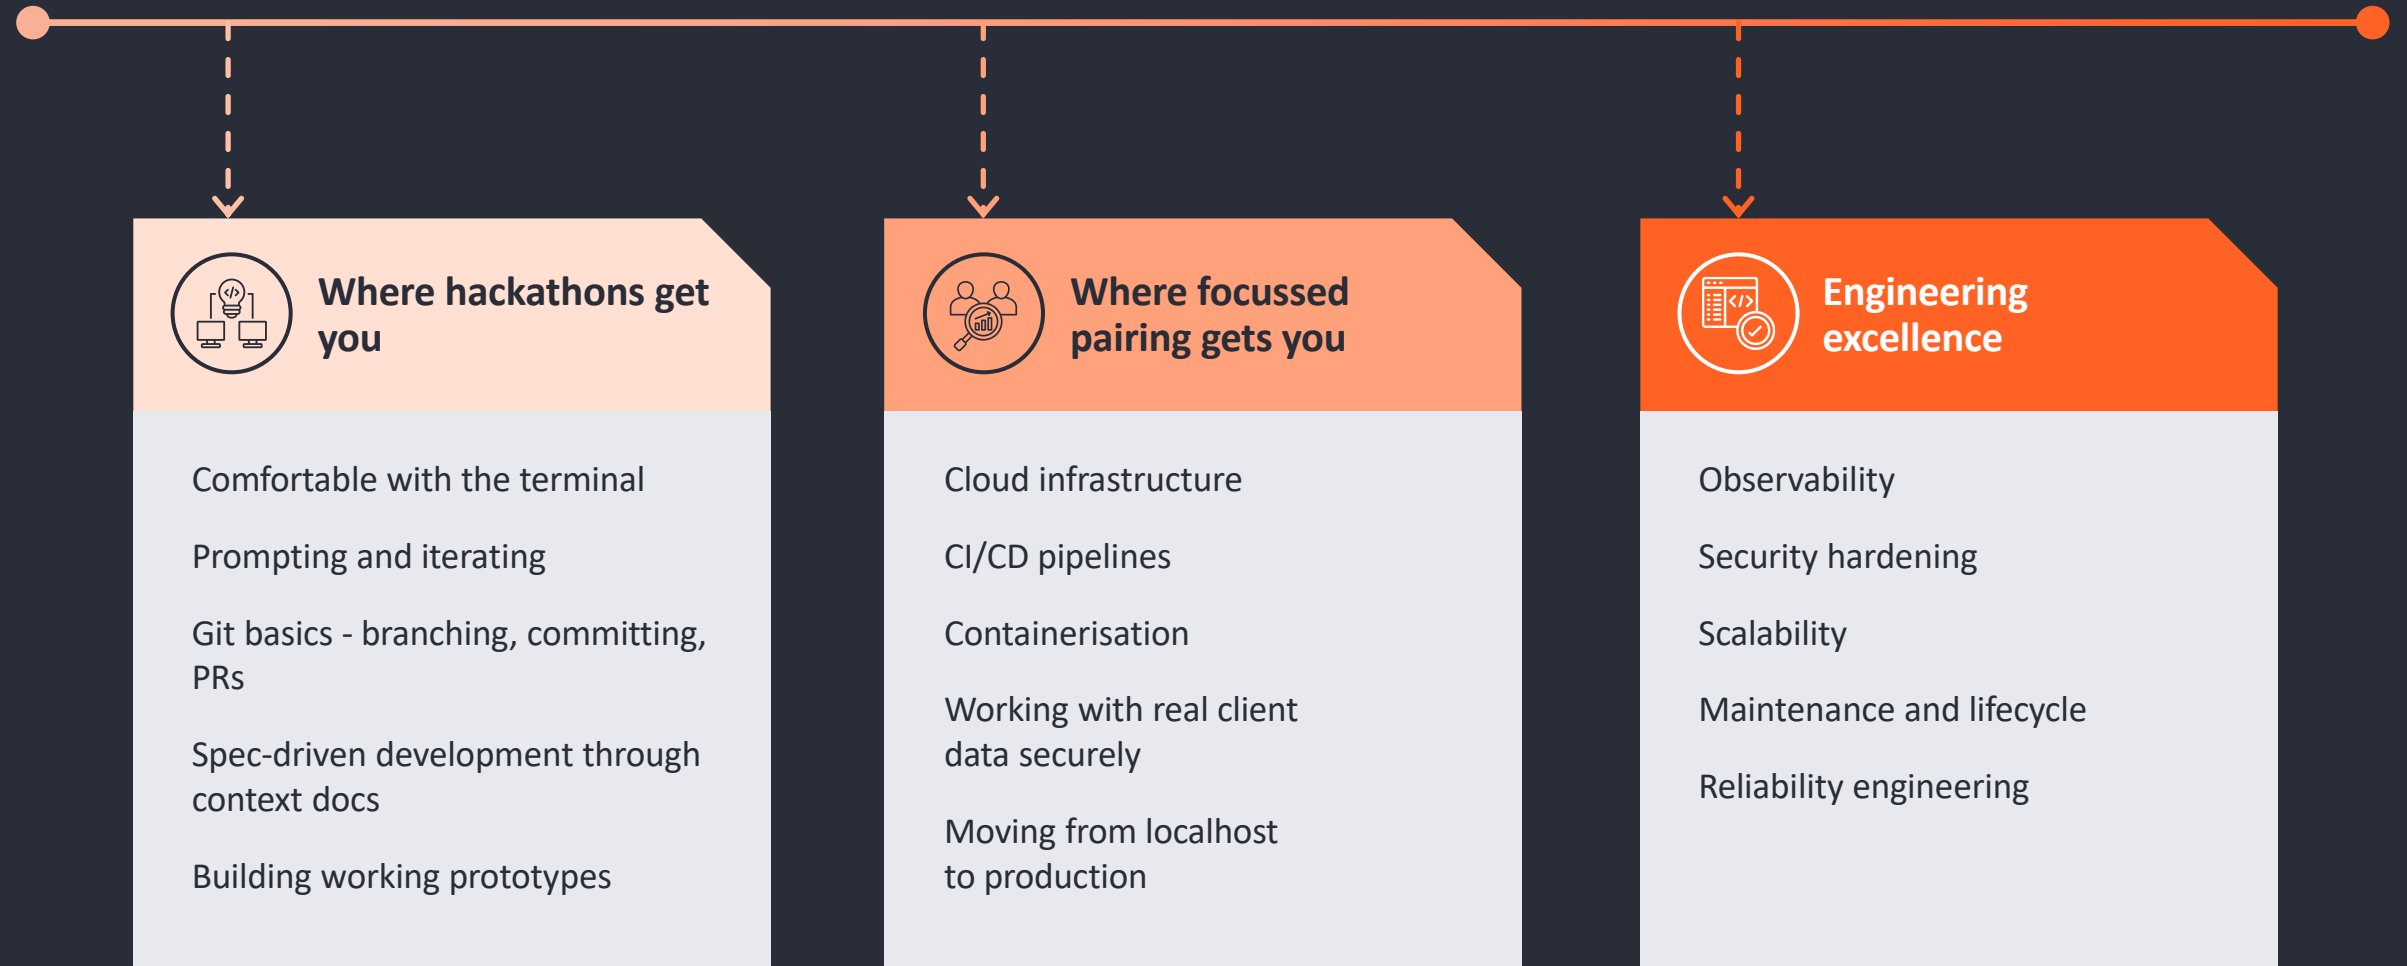 Where hackathons get
you
Comfortable with the terminal
Prompting and iterating
Git basics - branching, committing,
PRs
Spec-driven development through
context docs
Building working prototypes
Where focussed
pairing gets you
Cloud infrastructure
CI/CD pipelines
Containerisation
Working with real client
data securely
Moving from localhost
to production
Engineering
excellence
Observability
Security hardening
Scalability
Maintenance and lifecycle
Reliability engineering